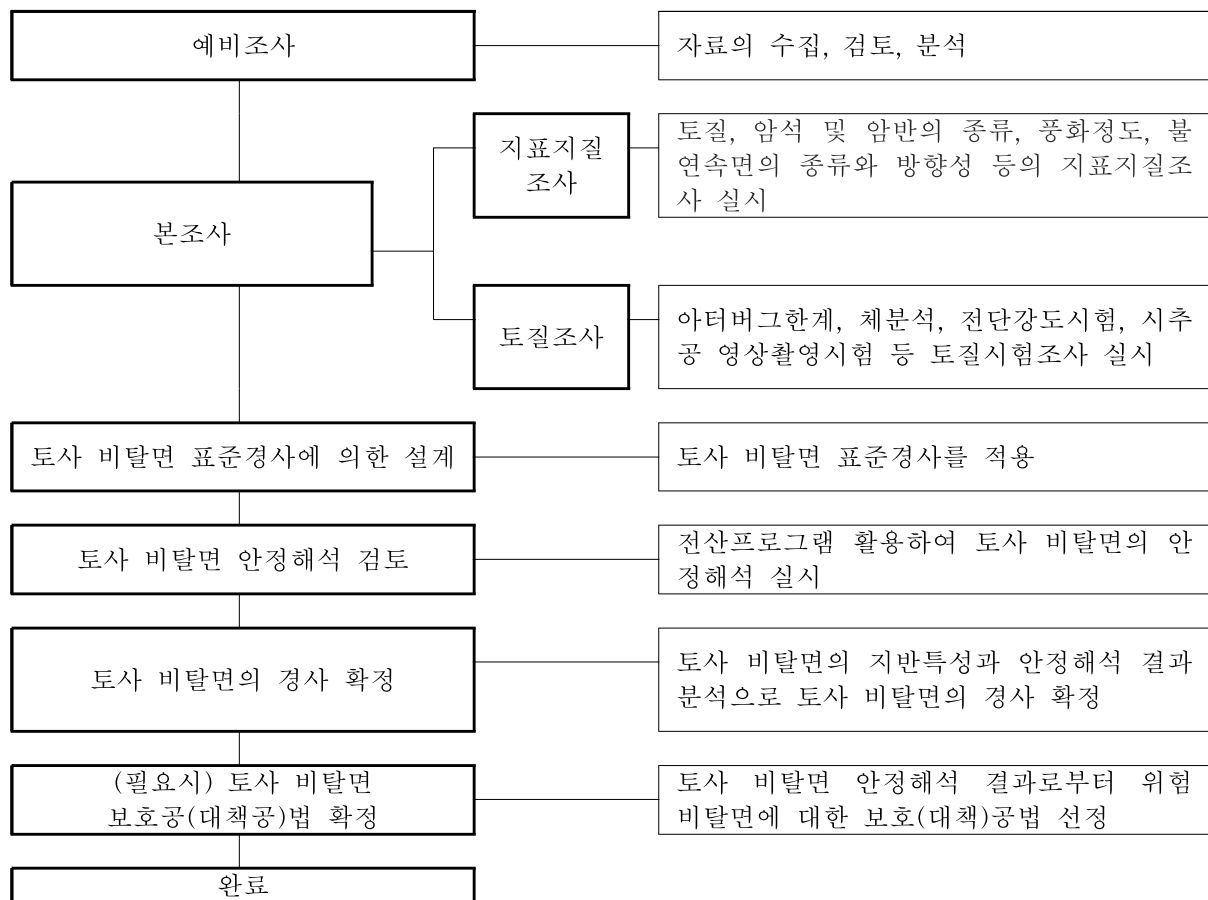 예비조사
자료의 수집, 검토, 분석
본조사
지표지질
조사
토질, 암석 및 암반의 종류, 풍화정도, 불
연속면의 종류와 방향성 등의 지표지질조
사 실시
토질조사
아터버그한계, 체분석, 전단강도시험, 시추
공 영상촬영시험 등 토질시험조사 실시
토사 비탈면 표준경사에 의한 설계
토사 비탈면 표준경사를 적용
토사 비탈면 안정해석 검토
전산프로그램 활용하여 토사 비탈면의 안
정해석 실시
토사 비탈면의 경사 확정
토사 비탈면의 지반특성과 안정해석 결과
분석으로 토사 비탈면의 경사 확정
(필요시) 토사 비탈면
보호공(대책공)법 확정
토사 비탈면 안정해석 결과로부터 위험
비탈면에 대한 보호(대책)공법 선정
완료